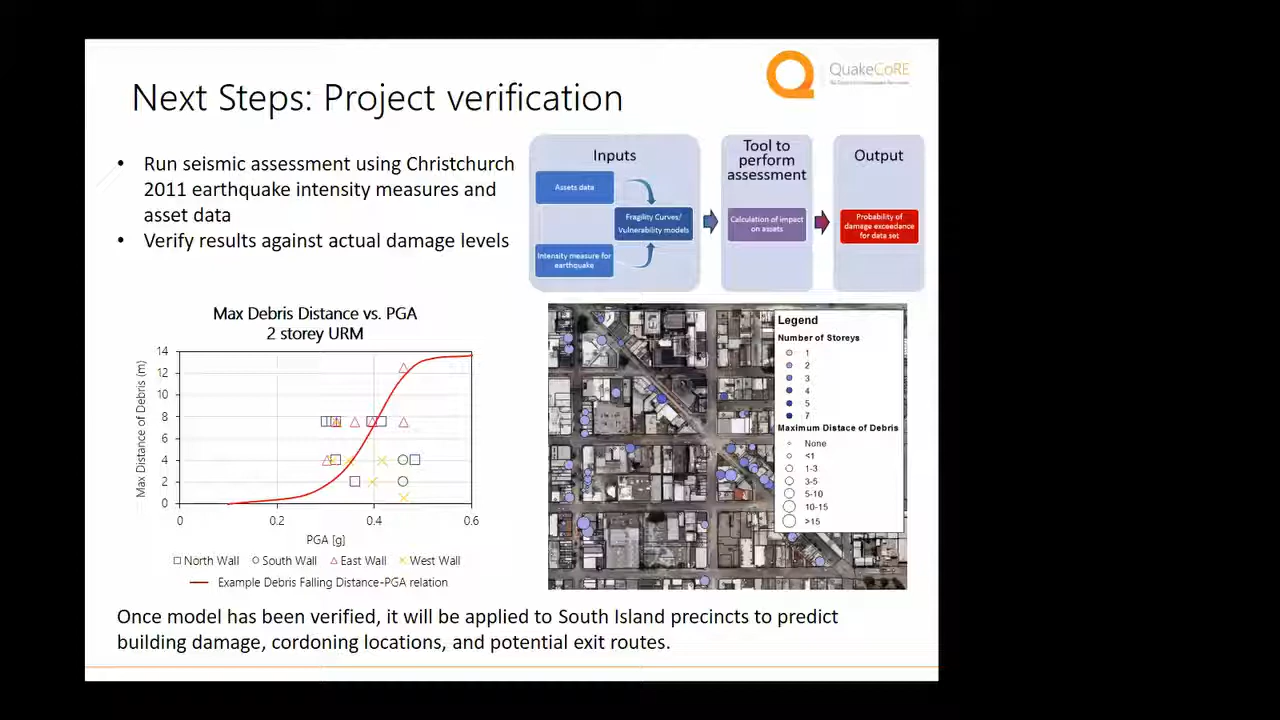 QuakeCoRE
Next Steps: Project verification
• Run seismic assessment using Christchurch
2011 earthquake intensity measures and
asset data
• Verify results against actual damage levels
Inputs
Assets data
Fragility Curves/
Vulnerability models
Intensity measure for
earthquake
Tool to
perform
assessment
Calculation of impact
on assets
Output
Probability of
damage exceedance
for data set
Max Debris Distance vs. PGA
2 storey URM
Max Distance of Debris (m)
14
12
10
8
6
4
2
0
0 0.2 0.4 0.6
PGA [g]
North Wall South Wall East Wall West Wall
Example Debris Falling Distance-PGA relation
Legend
Number of Storeys
1
2
3
4
5
7
Maximum Distace of Debris
None
<1
1-3
3-5
5-10
10-15
>15
Once model has been verified, it will be applied to South Island precincts to predict
building damage, cordoning locations, and potential exit routes.